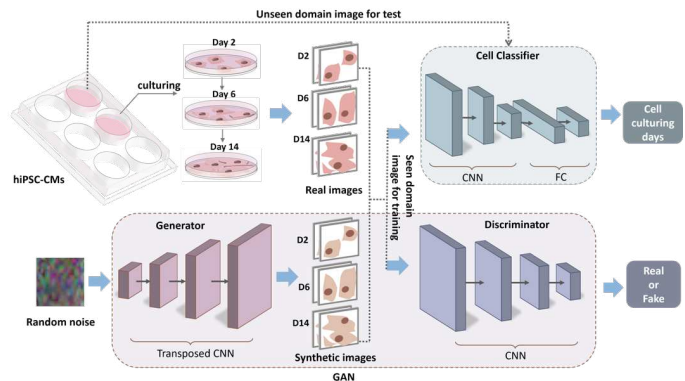 Unseen domain image for test
Day 2
culturing
Day 6
Day 14
hiPSC-CMs
D2
D6
D14
Real images
Cell Classifier
CNN
FC
Cell
culturing
days
Seen domain
image for training
Generator
Random noise
Transposed CNN
D2
D6
D14
Synthetic images
Discriminator
CNN
Real
or
Fake
GAN